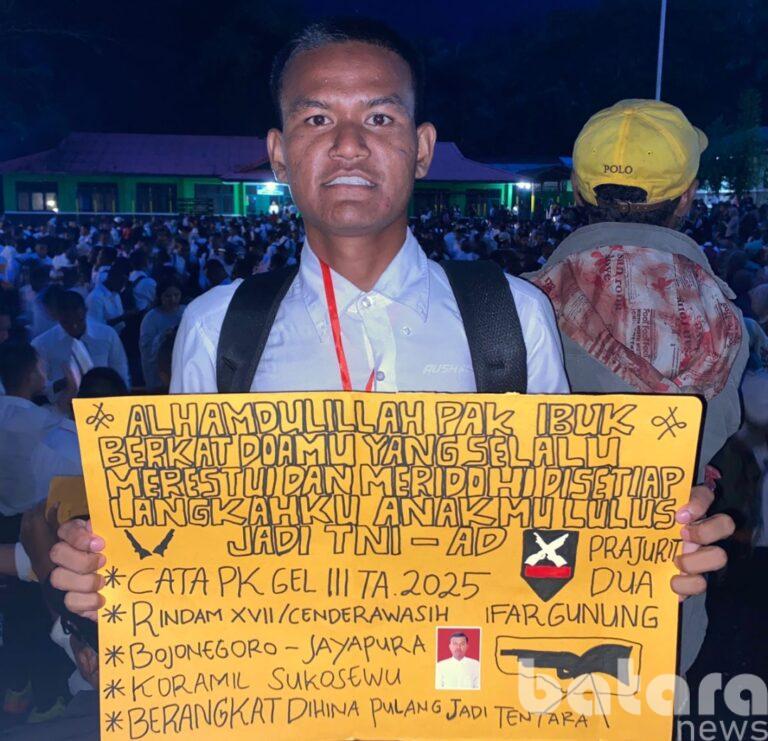 POLO
AUSH
ALHAMDULILLAH PAK IBUK
BERKAT DOAMU YANG SELALU
MERESTUI DAN MERIDOHI DISETIAP
LANGKAHKU ANAKMU LULUS
JADI TNI – AD
PRAJURIT
DUA
* CATA PK GEL III TA.2025
* RINDAM XVII/CENDERAWASIH IFARGUNUNG
* BOJONEGORO – JAYAPURA
* KORAMIL SUKOSEWU
* BERANGKAT DIHINA PULANG JADI TENTARA
batara
news